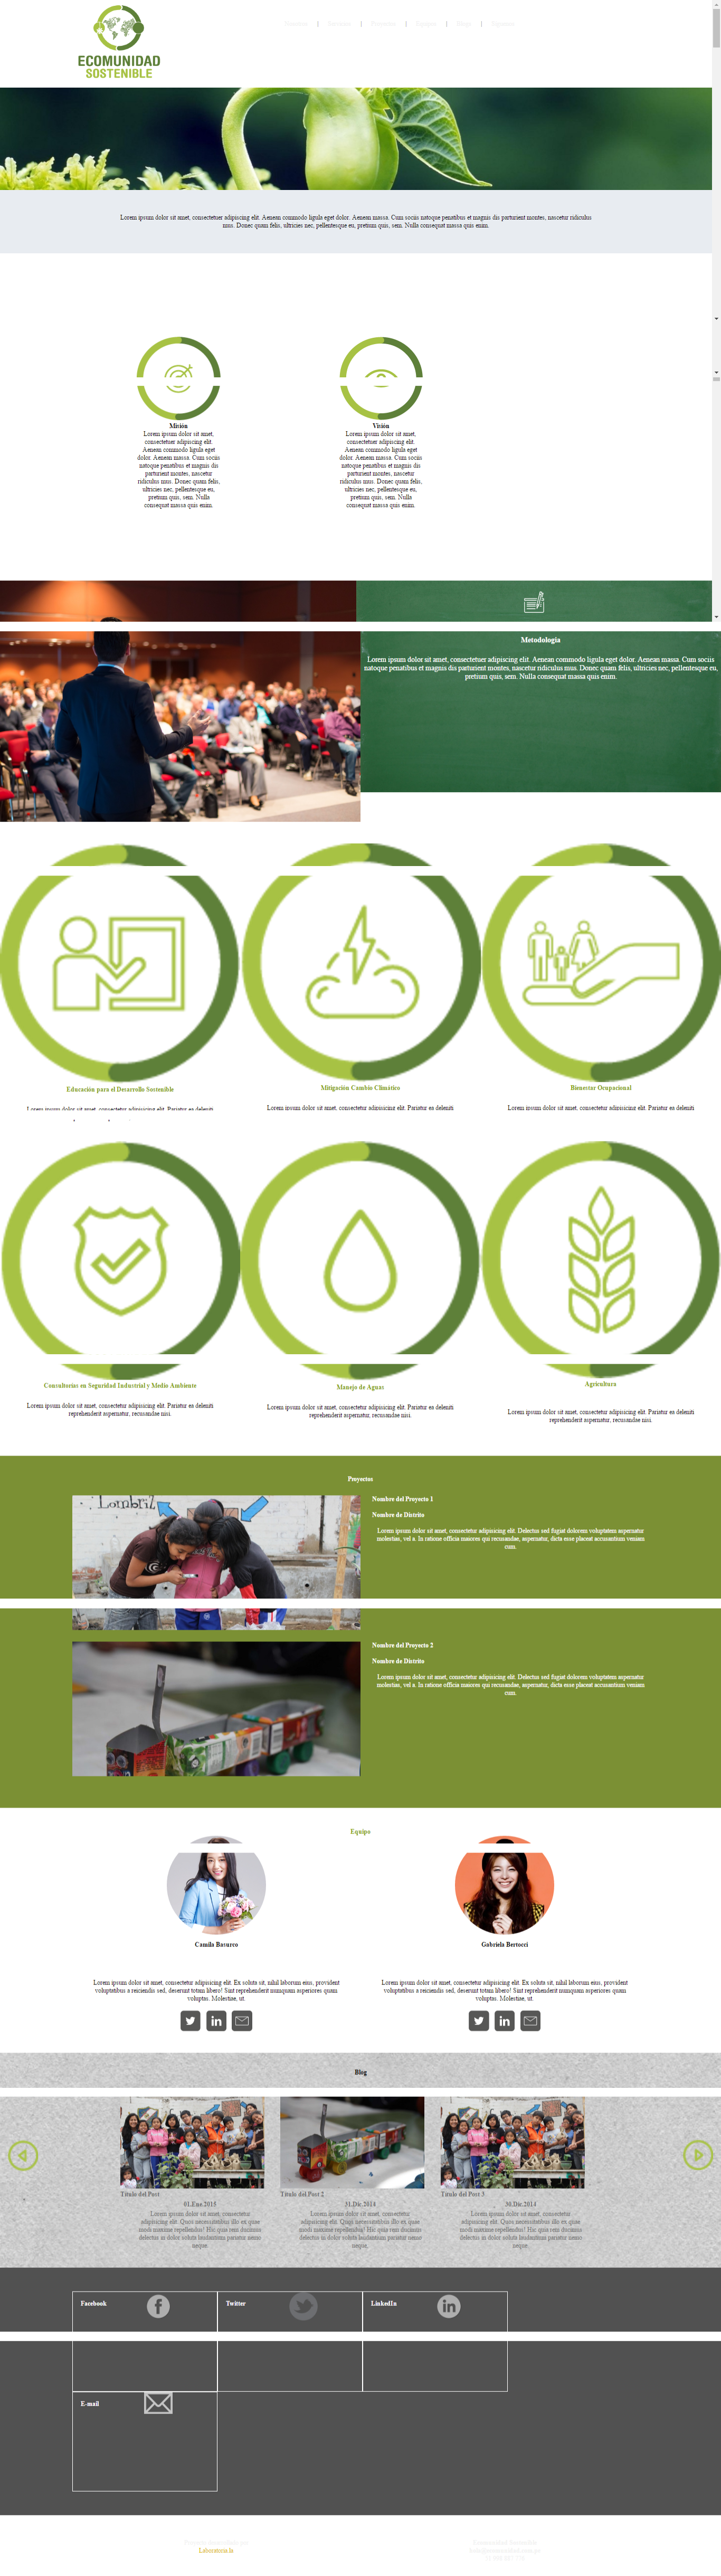 Nosotros | Servicios | Proyectos | Equipo | Blog | Síguenos
ECOMUNIDAD
SOSTENIBLE
Lorem ipsum dolor sit amet, consectetuer adipiscing elit. Aenean commodo ligula eget dolor. Aenean massa. Cum sociis natoque penatibus et magnis dis parturient montes, nascetur ridiculus
mus. Donec quam felis, ultricies nec, pellentesque eu, pretium quis, sem. Nulla consequat massa quis enim.
Misión
Lorem ipsum dolor sit amet,
consectetuer adipiscing elit.
Aenean commodo ligula eget
dolor. Aenean massa. Cum sociis
natoque penatibus et magnis dis
parturient montes, nascetur
ridiculus mus. Donec quam felis,
ultricies nec, pellentesque eu,
pretium quis, sem. Nulla
consequat massa quis enim.
Visión
Lorem ipsum dolor sit amet,
consectetuer adipiscing elit.
Aenean commodo ligula eget
dolor. Aenean massa. Cum sociis
natoque penatibus et magnis dis
parturient montes, nascetur
ridiculus mus. Donec quam felis,
ultricies nec, pellentesque eu,
pretium quis, sem. Nulla
consequat massa quis enim.
Metodologia
Lorem ipsum dolor sit amet, consectetuer adipiscing elit. Aenean commodo ligula eget dolor. Aenean massa. Cum sociis
natoque penatibus et magnis dis parturient montes, nascetur ridiculus mus. Donec quam felis, ultricies nec, pellentesque eu,
pretium quis, sem. Nulla consequat massa quis enim.
Educación para el Desarrollo Sostenible
Lorem ipsum dolor sit amet, consectetur adipisicing elit. Pariatur ea deleniti
Mitigación Cambio Climático
Lorem ipsum dolor sit amet, consectetur adipisicing elit. Pariatur ea deleniti
Bienestar Ocupacional
Lorem ipsum dolor sit amet, consectetur adipisicing elit. Pariatur ea deleniti
Consultorías en Seguridad Industrial y Medio Ambiente
Lorem ipsum dolor sit amet, consectetur adipisicing elit. Pariatur ea deleniti
reprehenderit aspernatur, recusandae nisi.
Manejo de Aguas
Lorem ipsum dolor sit amet, consectetur adipisicing elit. Pariatur ea deleniti
reprehenderit aspernatur, recusandae nisi.
Agricultura
Lorem ipsum dolor sit amet, consectetur adipisicing elit. Pariatur ea deleniti
reprehenderit aspernatur, recusandae nisi.
Proyectos
Lombriz
Nombre del Proyecto 1
Nombre de Distrito
Lorem ipsum dolor sit amet, consectetur adipisicing elit. Delectus sed fugiat dolorem voluptatem aspernatur
molestias, vel a. In ratione officia maiores qui recusandae, aspernatur, dicta esse placeat accusantium veniam
cum.
Nombre del Proyecto 2
Nombre de Distrito
Lorem ipsum dolor sit amet, consectetur adipisicing elit. Delectus sed fugiat dolorem voluptatem aspernatur
molestias, vel a. In ratione officia maiores qui recusandae, aspernatur, dicta esse placeat accusantium veniam
cum.
Equipo
Camila Basurco
Lorem ipsum dolor sit amet, consectetur adipisicing elit. Ex soluta sit, nihil laborum eius, provident
voluptatibus a reiciendis sed, deserunt totam libero! Sint reprehenderit numquam asperiores quam
voluptas. Molestiae, ut.
Gabriela Bertocci
Lorem ipsum dolor sit amet, consectetur adipisicing elit. Ex soluta sit, nihil laborum eius, provident
voluptatibus a reiciendis sed, deserunt totam libero! Sint reprehenderit numquam asperiores quam
voluptas. Molestiae, ut.
Blog
Titulo del Post
01.Ene.2015
Lorem ipsum dolor sit amet, consectetur
adipisicing elit. Quos necessitatibus illo ex quae
modi minima repellendus! Hic quia rem ducimus
delectus in dolor soluta laudantium pariatur nemo
neque.
Titulo del Post 2
31.Dic.2014
Lorem ipsum dolor sit amet, consectetur
adipisicing elit. Quos necessitatibus illo ex quae
modi minima repellendus! Hic quia rem ducimus
delectus in dolor soluta laudantium pariatur nemo
neque.
Titulo del Post 3
30.Dic.2014
Lorem ipsum dolor sit amet, consectetur
adipisicing elit. Quos necessitatibus illo ex quae
modi minima repellendus! Hic quia rem ducimus
delectus in dolor soluta laudantium pariatur nemo
neque.
Facebook
Twitter
LinkedIn
E-mail
Laboratoria.la
Ecomunidad Sostenible